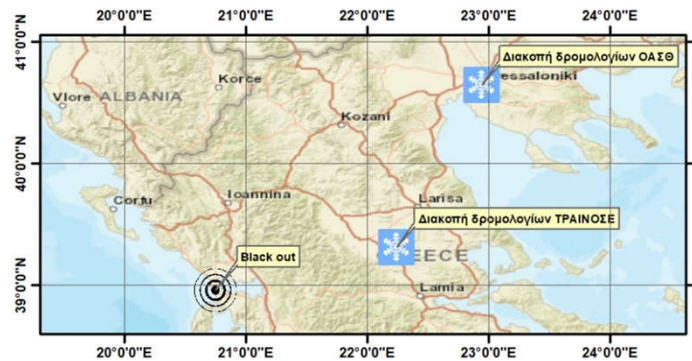 20°0'0"E 21°0'0"E 22°0'0"E 23°0'0"E 24°0'0"E
41°0'0"N
Διακοπή δρομολογίων ΟΑΣΘ
essaloniki
Korce
Vlore
ALBANIA
Kozani
40°0'0"N
Ioannina
Corfu
Larisa
Διακοπή δρομολογίων ΤΡΑΙΝΟΣΕ
Black out
EECE
39°0'0"N
Lamia
20°0'0"E 21°0'0"E 22°0'0"E 23°0'0"E 24°0'0"E